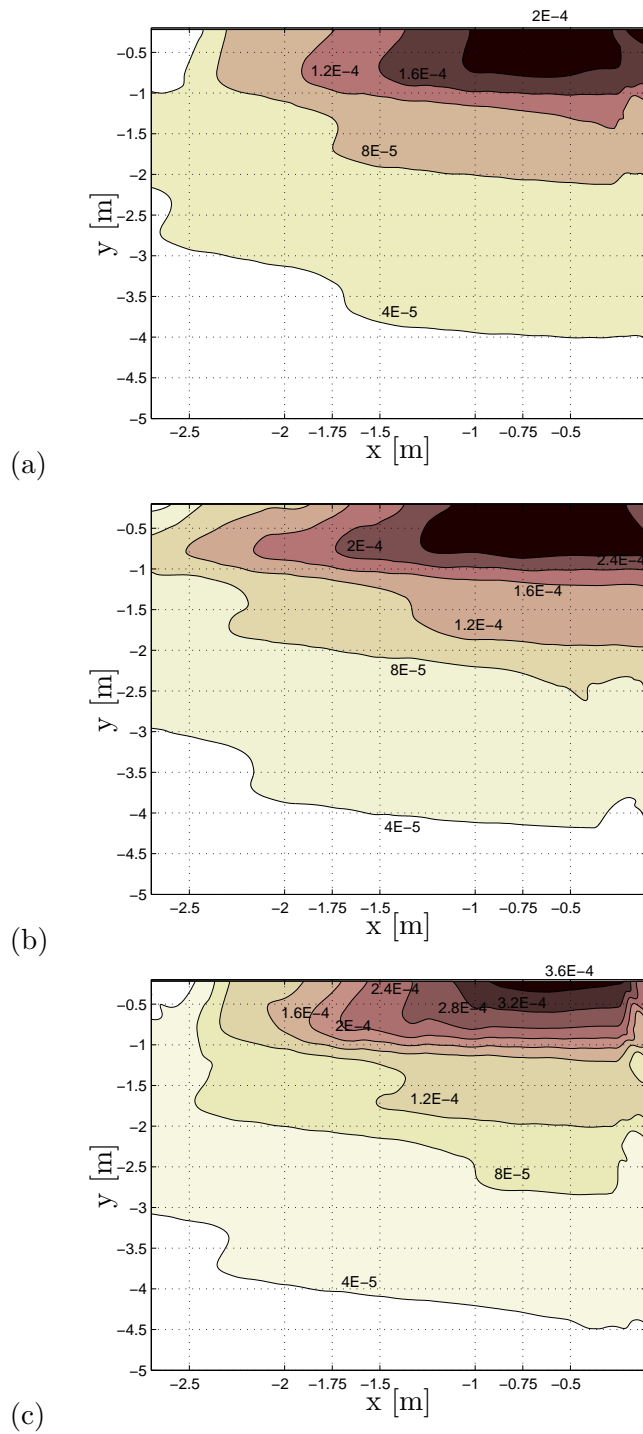 2E−4
−0.5
1.2E−4
1.6E−4
−1
−1.5
8E−5
−2
−2.5
y [m]
−3
−3.5
4E−5
−4
−4.5
−5
−2.5 −2 −1.75 −1.5 −1 −0.75 −0.5
x [m]
(a)
−0.5
2E−4
2.4E−4
−1
1.6E−4
−1.5
1.2E−4
−2
8E−5
−2.5
y [m]
−3
−3.5
−4
4E−5
−4.5
−5
−2.5 −2 −1.75 −1.5 −1 −0.75 −0.5
x [m]
(b)
3.6E−4
2.4E−4
−0.5
1.6E−4
2.8E−4
3.2E−4
2E−4
−1
−1.5
1.2E−4
−2
−2.5
8E−5
y [m]
−3
−3.5
−4
4E−5
−4.5
−5
−2.5 −2 −1.75 −1.5 −1 −0.75 −0.5
x [m]
(c)